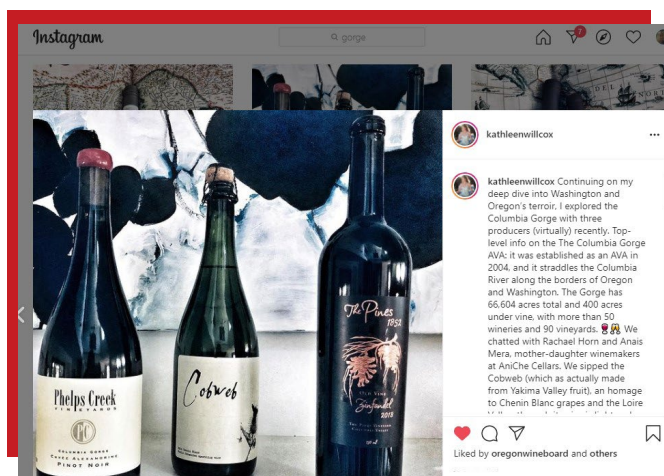 Instagram
gorge
7
kathleenwillcox
kathleenwillcox Continuing on my
deep dive into Washington and
Oregon's terroir, I explored the
Columbia Gorge with three
producers (virtually) recently. Top-
level info on the The Columbia Gorge
AVA: it was established as an AVA in
2004, and it straddles the Columbia
River along the borders of Oregon
and Washington. The Gorge has
66,604 acres total and 400 acres
under vine, with more than 50
wineries and 90 vineyards. 🍷🥂 We
chatted with Rachael Horn and Anais
Mera, mother-daughter winemakers
at AniChe Cellars. We sipped the
Cobweb (which as actually made
from Yakima Valley fruit), an homage
to Chenin Blanc grapes and the Loire
Liked by oregonwineboard and others
Phelps Creek
VINEYARDS
GC
COLUMBIA GORGE
CUVÉE ALEXANDRINE
PINOT NOIR
Cobweb
The Pines
1852
OLD VINE
Zinfandel
2018